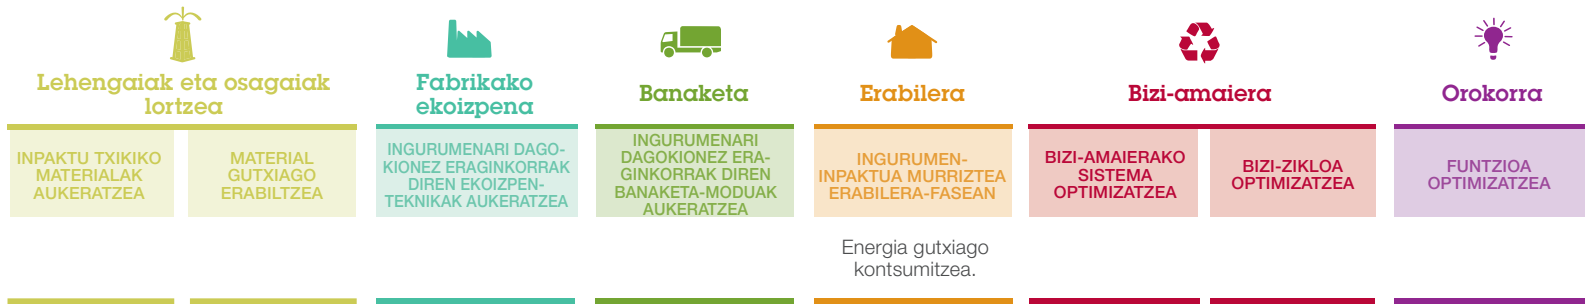 Lehengaiak eta osagaiak
lortzea
Fabrikako
ekoizpena
Banaketa
Erabilera
Bizi-amaiera
Orokorra
INPAKTU TXIKIKO
MATERIALAK
AUKERATZEA
MATERIAL
GUTXIAGO
ERABILTZEA
INGURUMENARI DAGO-
KIONEZ ERAGINKORRAK
DIREN EKOIZPEN-
TEKNIKAK AUKERATZEA
INGURUMENARI
DAGOKIONEZ ERA-
GINKORRAK DIREN
BANAKETA-MODUAK
AUKERATZEA
INGURUMEN-
INPAKTUA MURRIZTEA
ERABILERA-FASEAN
BIZI-AMAIERAKO
SISTEMA
OPTIMIZATZEA
BIZI-ZIKLOA
OPTIMIZATZEA
FUNTZIOA
OPTIMIZATZEA
Energia gutxiago
kontsumitzea.